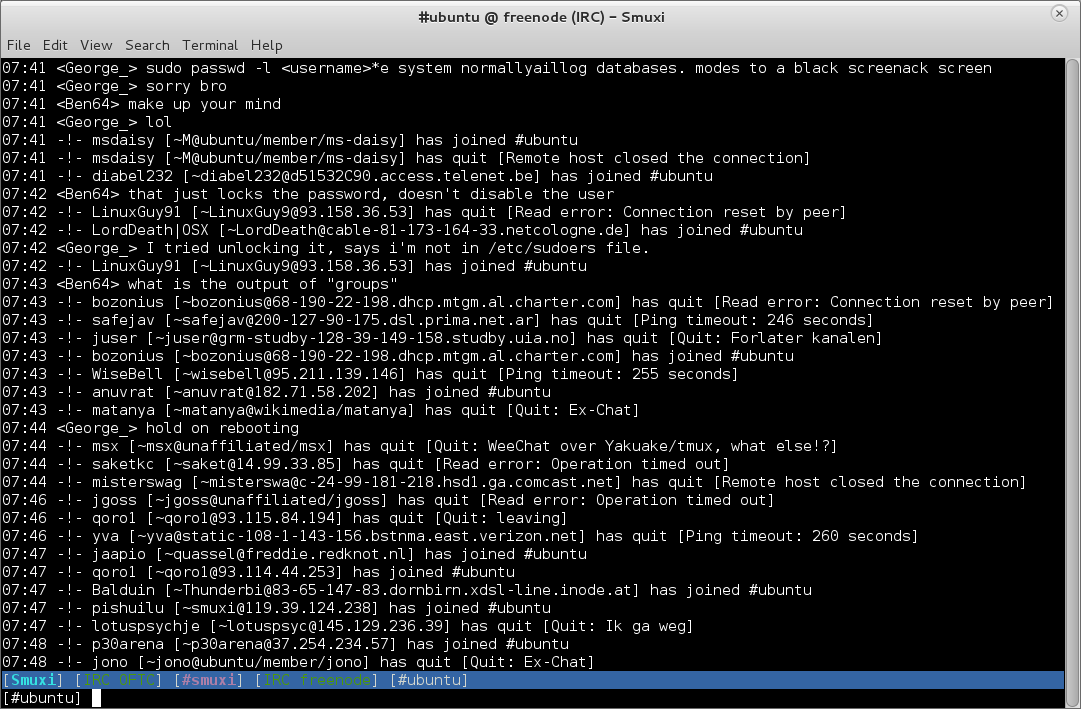 #ubuntu @ freenode (IRC) – Smuxi
File Edit View Search Terminal Help
07:41 <George_> sudo passwd -l <username>*e system normallyaillog databases. modes to a black screenack screen
07:41 <George_> sorry bro
07:41 <Ben64> make up your mind
07:41 <George_> lol
07:41 -!- msdaisy [~M@ubuntu/member/ms-daisy] has joined #ubuntu
07:41 -!- msdaisy [~M@ubuntu/member/ms-daisy] has quit [Remote host closed the connection]
07:41 -!- diabel232 [~diabel232@d51532C90.access.telenet.be] has joined #ubuntu
07:42 <Ben64> that just locks the password, doesn't disable the user
07:42 -!- LinuxGuy91 [~LinuxGuy9@93.158.36.53] has quit [Read error: Connection reset by peer]
07:42 -!- LordDeath|OSX [~LordDeath@cable-81-173-164-33.netcologne.de] has joined #ubuntu
07:42 <George_> I tried unlocking it, says i'm not in /etc/sudoers file.
07:42 -!- LinuxGuy91 [~LinuxGuy9@93.158.36.53] has joined #ubuntu
07:43 <Ben64> what is the output of "groups"
07:43 -!- bozonius [~bozonius@68-190-22-198.dhcp.mtgm.al.charter.com] has quit [Read error: Connection reset by peer]
07:43 -!- safejav [~safejav@200-127-90-175.dsl.prima.net.ar] has quit [Ping timeout: 246 seconds]
07:43 -!- juser [~juser@grm-studby-128-39-149-158.studby.uia.no] has quit [Quit: Forlater kanalen]
07:43 -!- bozonius [~bozonius@68-190-22-198.dhcp.mtgm.al.charter.com] has joined #ubuntu
07:43 -!- WiseBell [~wisebell@95.211.139.146] has quit [Ping timeout: 255 seconds]
07:43 -!- anuvrat [~anuvrat@182.71.58.202] has joined #ubuntu
07:43 -!- matanya [~matanya@wikimedia/matanya] has quit [Quit: Ex-Chat]
07:44 <George_> hold on rebooting
07:44 -!- msx [~msx@unaffiliated/msx] has quit [Quit: WeeChat over Yakuake/tmux, what else!?]
07:44 -!- saketkc [~saket@14.99.33.85] has quit [Read error: Operation timed out]
07:44 -!- misterswag [~misterswa@c-24-99-181-218.hsd1.ga.comcast.net] has quit [Remote host closed the connection]
07:46 -!- jgoss [~jgoss@unaffiliated/jgoss] has quit [Read error: Operation timed out]
07:46 -!- qoro1 [~qoro1@93.115.84.194] has quit [Quit: leaving]
07:46 -!- yva [~yva@static-108-1-143-156.bstnma.east.verizon.net] has quit [Ping timeout: 260 seconds]
07:47 -!- jaapio [~quassel@freddie.redknot.nl] has joined #ubuntu
07:47 -!- qoro1 [~qoro1@93.114.44.253] has joined #ubuntu
07:47 -!- Balduin [~Thunderbi@83-65-147-83.dornbirn.xdsl-line.inode.at] has joined #ubuntu
07:47 -!- pishuilu [~smuxi@119.39.124.238] has joined #ubuntu
07:47 -!- lotuspsychje [~lotuspsyc@145.129.236.39] has quit [Quit: Ik ga weg]
07:48 -!- p30arena [~p30arena@37.254.234.57] has joined #ubuntu
07:48 -!- jono [~jono@ubuntu/member/jono] has quit [Quit: Ex-Chat]
[Smuxi] [IRC OFTC] [#smuxi] [IRC freenode] [#ubuntu]
[#ubuntu]